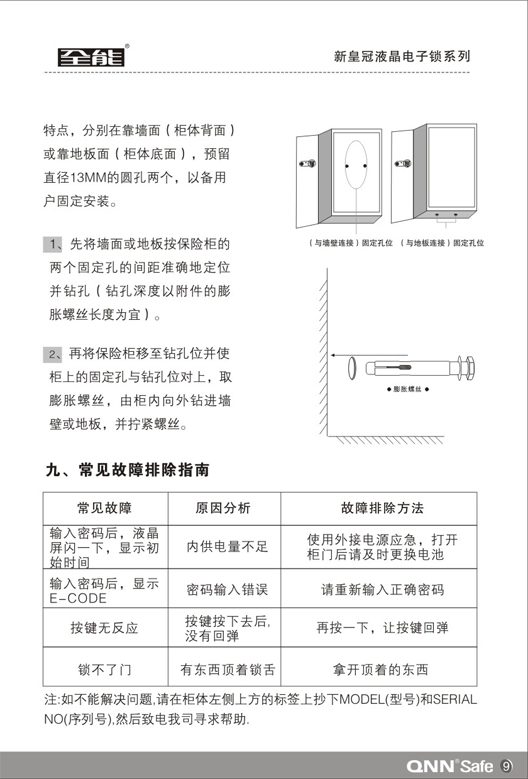 全能®
新皇冠液晶电子锁系列
特点，分别在靠墙面（柜体背面）
或靠地板面（柜体底面），预留
直径13MM的圆孔两个，以备用
户固定安装。
1、先将墙面或地板按保险柜的
两个固定孔的间距准确地定位
并钻孔（钻孔深度以附件的膨
胀螺丝长度为宜）。
2、再将保险柜移至钻孔位并使
柜上的固定孔与钻孔位对上，取
膨胀螺丝，由柜内向外钻进墙
壁或地板，并拧紧螺丝。
（与墙壁连接）固定孔位
（与地板连接）固定孔位
●膨胀螺丝●
九、常见故障排除指南
常见故障
原因分析
故障排除方法
输入密码后，液晶
屏闪一下，显示初
始时间
内供电量不足
使用外接电源应急，打开
柜门后请及时更换电池
输入密码后，显示
E-CODE
密码输入错误
请重新输入正确密码
按键无反应
按键按下去后,
没有回弹
再按一下，让按键回弹
锁不了门
有东西顶着锁舌
拿开顶着的东西
注:如不能解决问题,请在柜体左侧上方的标签上抄下MODEL(型号)和SERIAL
NO(序列号),然后致电我司寻求帮助.
QNN®Safe 9